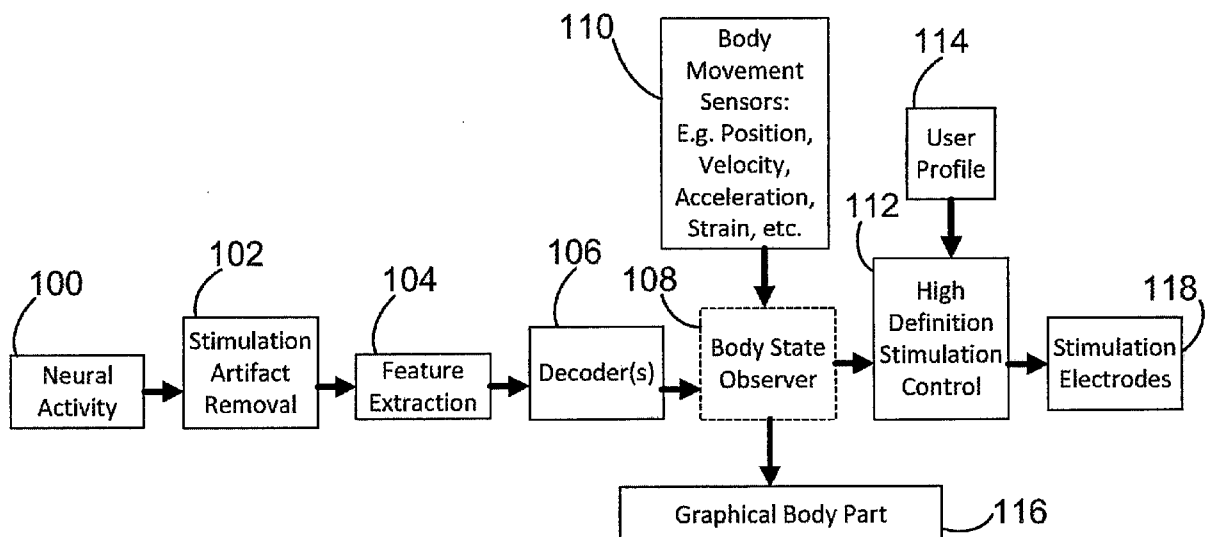 110
Body
Movement
Sensors:
E.g. Position,
Velocity,
Acceleration,
Strain, etc.
114
User
Profile
100
Neural
Activity
102
Stimulation
Artifact
Removal
104
Feature
Extraction
106
Decoder(s)
108
Body State
Observer
112
High
Definition
Stimulation
Control
118
Stimulation
Electrodes
Graphical Body Part
116